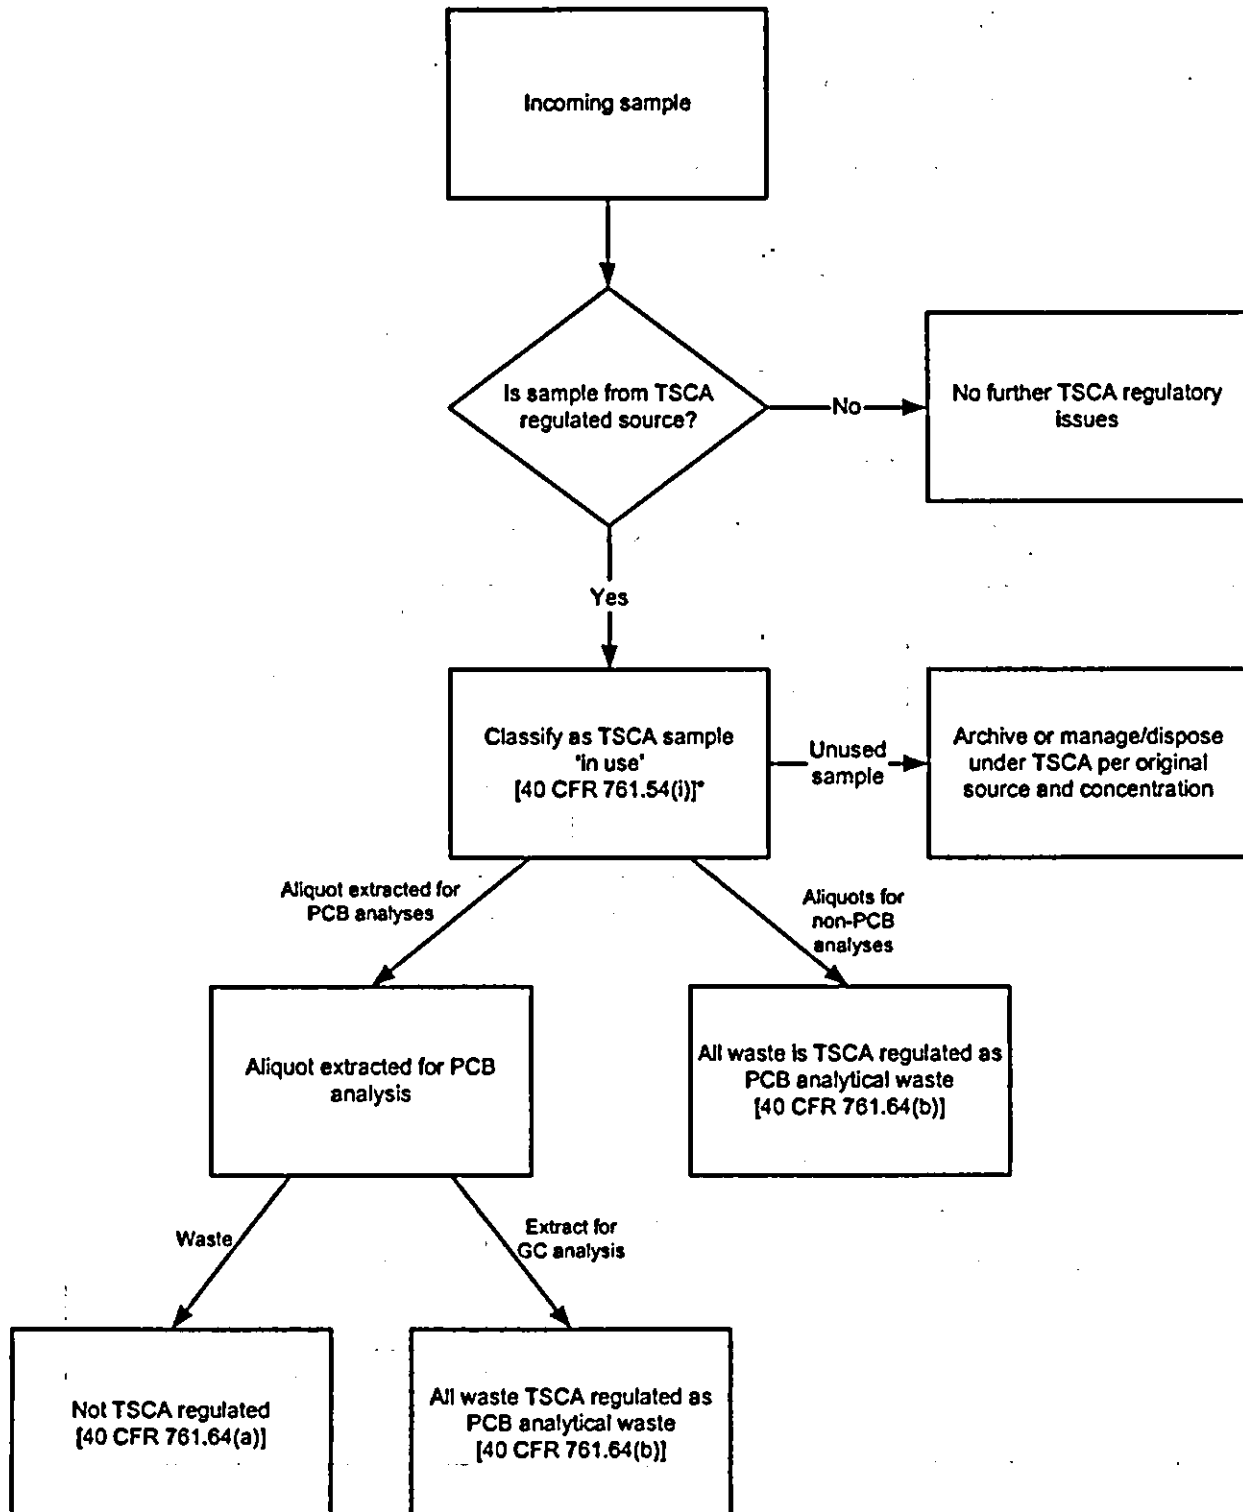 Incoming sample
Is sample from TSCA
regulated source?
No
No further TSCA regulatory
issues
Yes
Classify as TSCA sample
"in use"
[40 CFR 761.54(i)]*
Unused
sample
Archive or manage/dispose
under TSCA per original
source and concentration
Aliquot extracted for
PCB analyses
Aliquots for
non-PCB
analyses
Aliquot extracted for PCB
analysis
All waste is TSCA regulated as
PCB analytical waste
[40 CFR 761.64(b)]
Waste
Extract for
GC analysis
Not TSCA regulated
[40 CFR 761.64(a)]
All waste TSCA regulated as
PCB analytical waste
[40 CFR 761.64(b)]